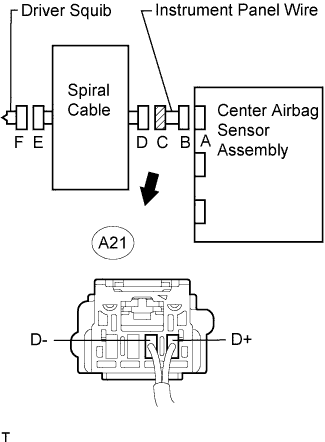 Driver Squib
Instrument Panel Wire
Spiral
Cable
Center Airbag
Sensor
Assembly
F E D C B A
A21
D-
D+
T